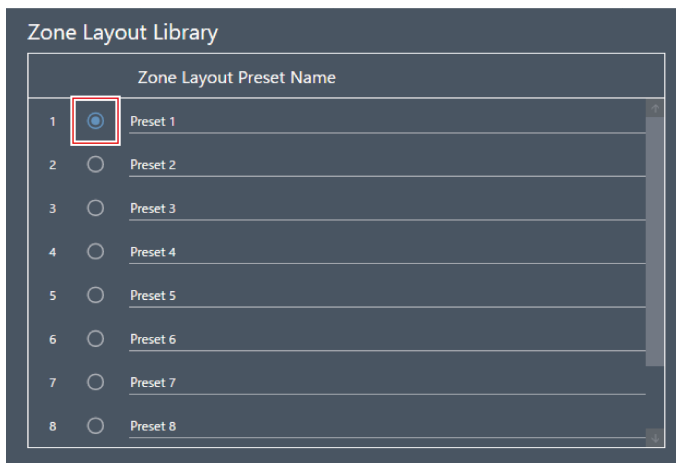 Zone Layout Library
Zone Layout Preset Name
1 Preset 1
2 Preset 2
3 Preset 3
4 Preset 4
5 Preset 5
6 Preset 6
7 Preset 7
8 Preset 8